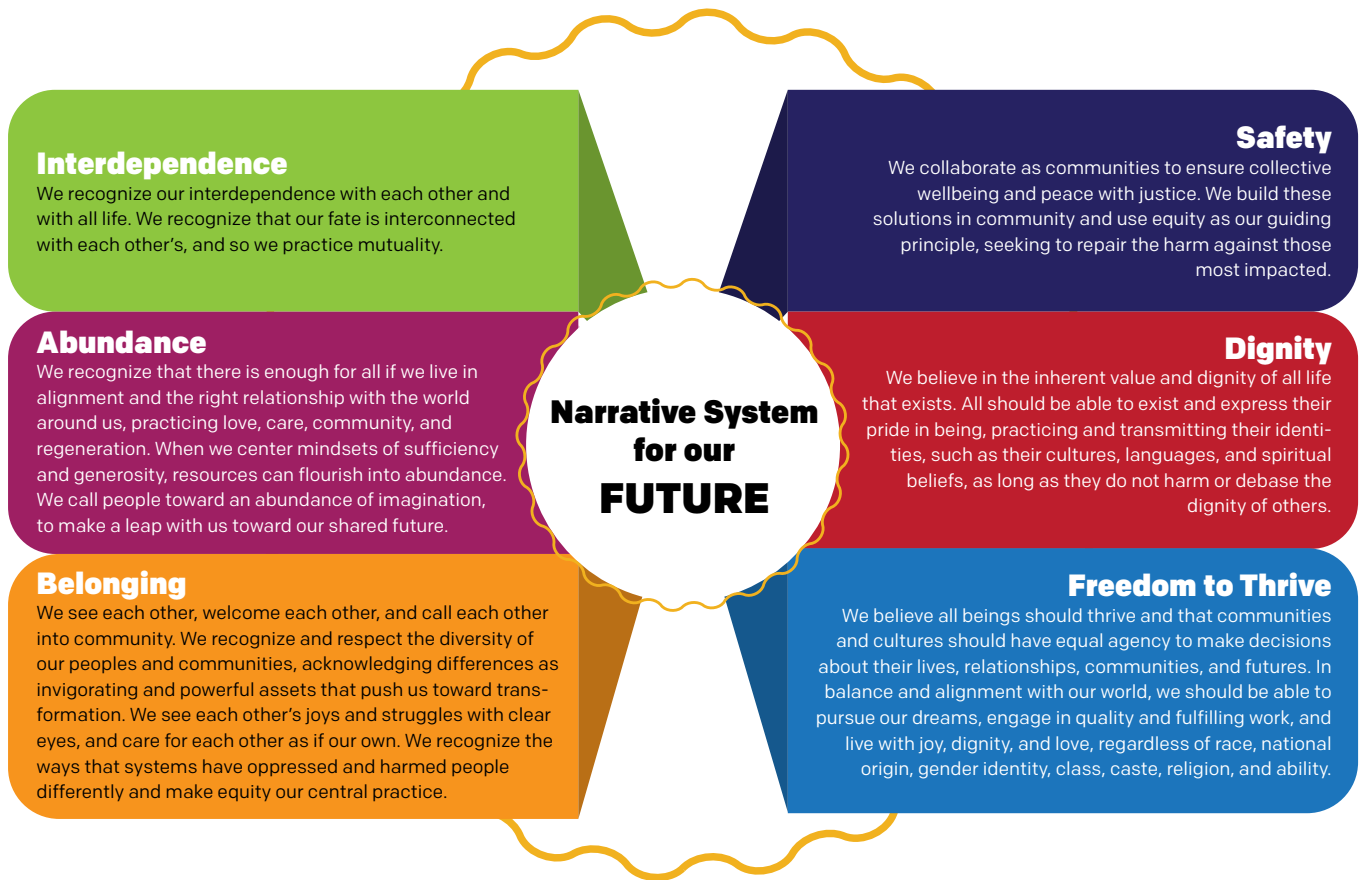 Interdependence
We recognize our interdependence with each other and
with all life. We recognize that our fate is interconnected
with each other's, and so we practice mutuality.
Abundance
We recognize that there is enough for all if we live in
alignment and the right relationship with the world
around us, practicing love, care, community, and
regeneration. When we center mindsets of sufficiency
and generosity, resources can flourish into abundance.
We call people toward an abundance of imagination,
to make a leap with us toward our shared future.
Belonging
We see each other, welcome each other, and call each other
into community. We recognize and respect the diversity of
our peoples and communities, acknowledging differences as
invigorating and powerful assets that push us toward trans-
formation. We see each other's joys and struggles with clear
eyes, and care for each other as if our own. We recognize the
ways that systems have oppressed and harmed people
differently and make equity our central practice.
Narrative System
for our
FUTURE
Safety
We collaborate as communities to ensure collective
wellbeing and peace with justice. We build these
solutions in community and use equity as our guiding
principle, seeking to repair the harm against those
most impacted.
Dignity
We believe in the inherent value and dignity of all life
that exists. All should be able to exist and express their
pride in being, practicing and transmitting their identi-
ties, such as their cultures, languages, and spiritual
beliefs, as long as they do not harm or debase the
dignity of others.
Freedom to Thrive
We believe all beings should thrive and that communities
and cultures should have equal agency to make decisions
about their lives, relationships, communities, and futures. In
balance and alignment with our world, we should be able to
pursue our dreams, engage in quality and fulfilling work, and
live with joy, dignity, and love, regardless of race, national
origin, gender identity, class, caste, religion, and ability.